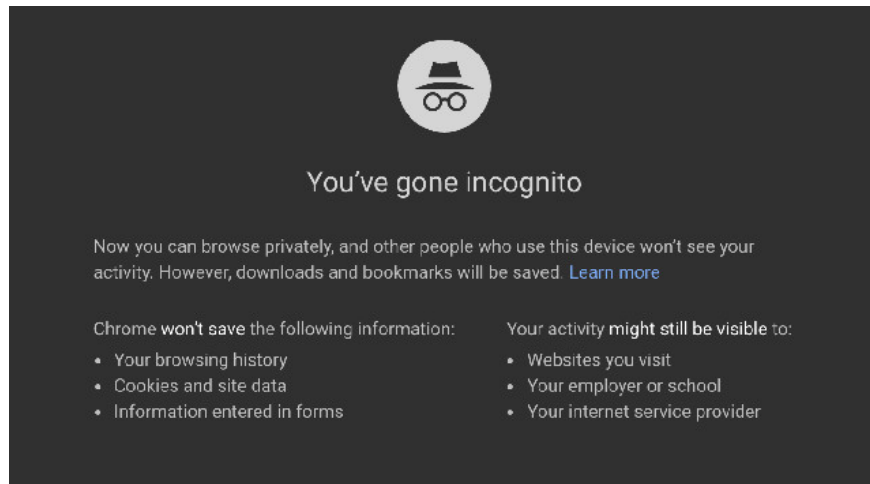 You've gone incognito
Now you can browse privately, and other people who use this device won't see your
activity. However, downloads and bookmarks will be saved. Learn more
Chrome won't save the following information:
• Your browsing history
• Cookies and site data
• Information entered in forms
Your activity might still be visible to:
• Websites you visit
• Your employer or school
• Your internet service provider